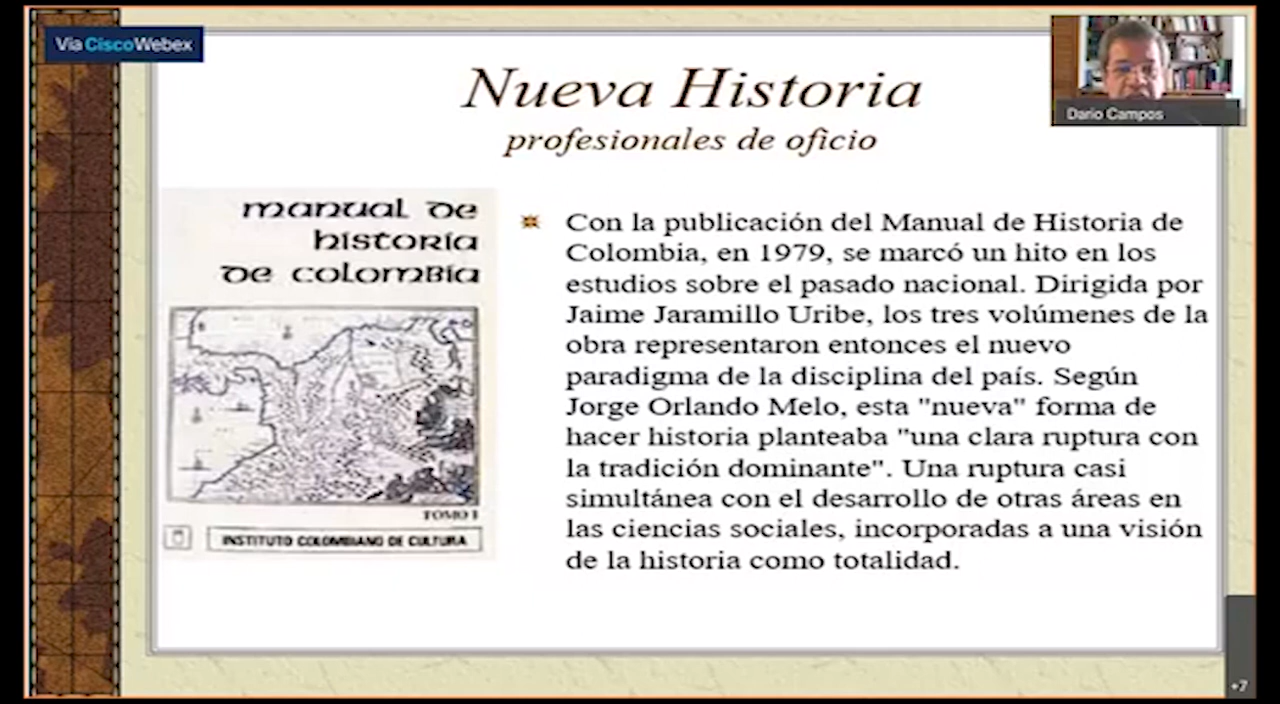 Vía CiscoWebex
Dario Campos
Nueva Historia
profesionales de oficio
manual de
historia
de colombia
TOMO I
INSTITUTO COLOMBIANO DE CULTURA
Con la publicación del Manual de Historia de
Colombia, en 1979, se marcó un hito en los
estudios sobre el pasado nacional. Dirigida por
Jaime Jaramillo Uribe, los tres volúmenes de la
obra representaron entonces el nuevo
paradigma de la disciplina del país. Según
Jorge Orlando Melo, esta "nueva" forma de
hacer historia planteaba "una clara ruptura con
la tradición dominante". Una ruptura casi
simultánea con el desarrollo de otras áreas en
las ciencias sociales, incorporadas a una visión
de la historia como totalidad.
+7